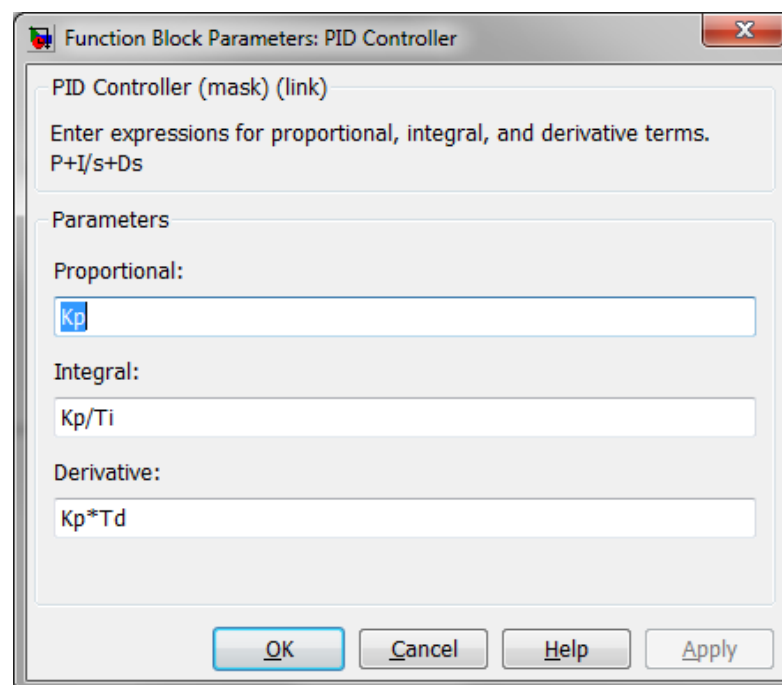 Function Block Parameters: PID Controller
PID Controller (mask) (link)
Enter expressions for proportional, integral, and derivative terms.
P+I/s+Ds
Parameters
Proportional:
Kp
Integral:
Kp/Ti
Derivative:
Kp*Td
OK Cancel Help Apply